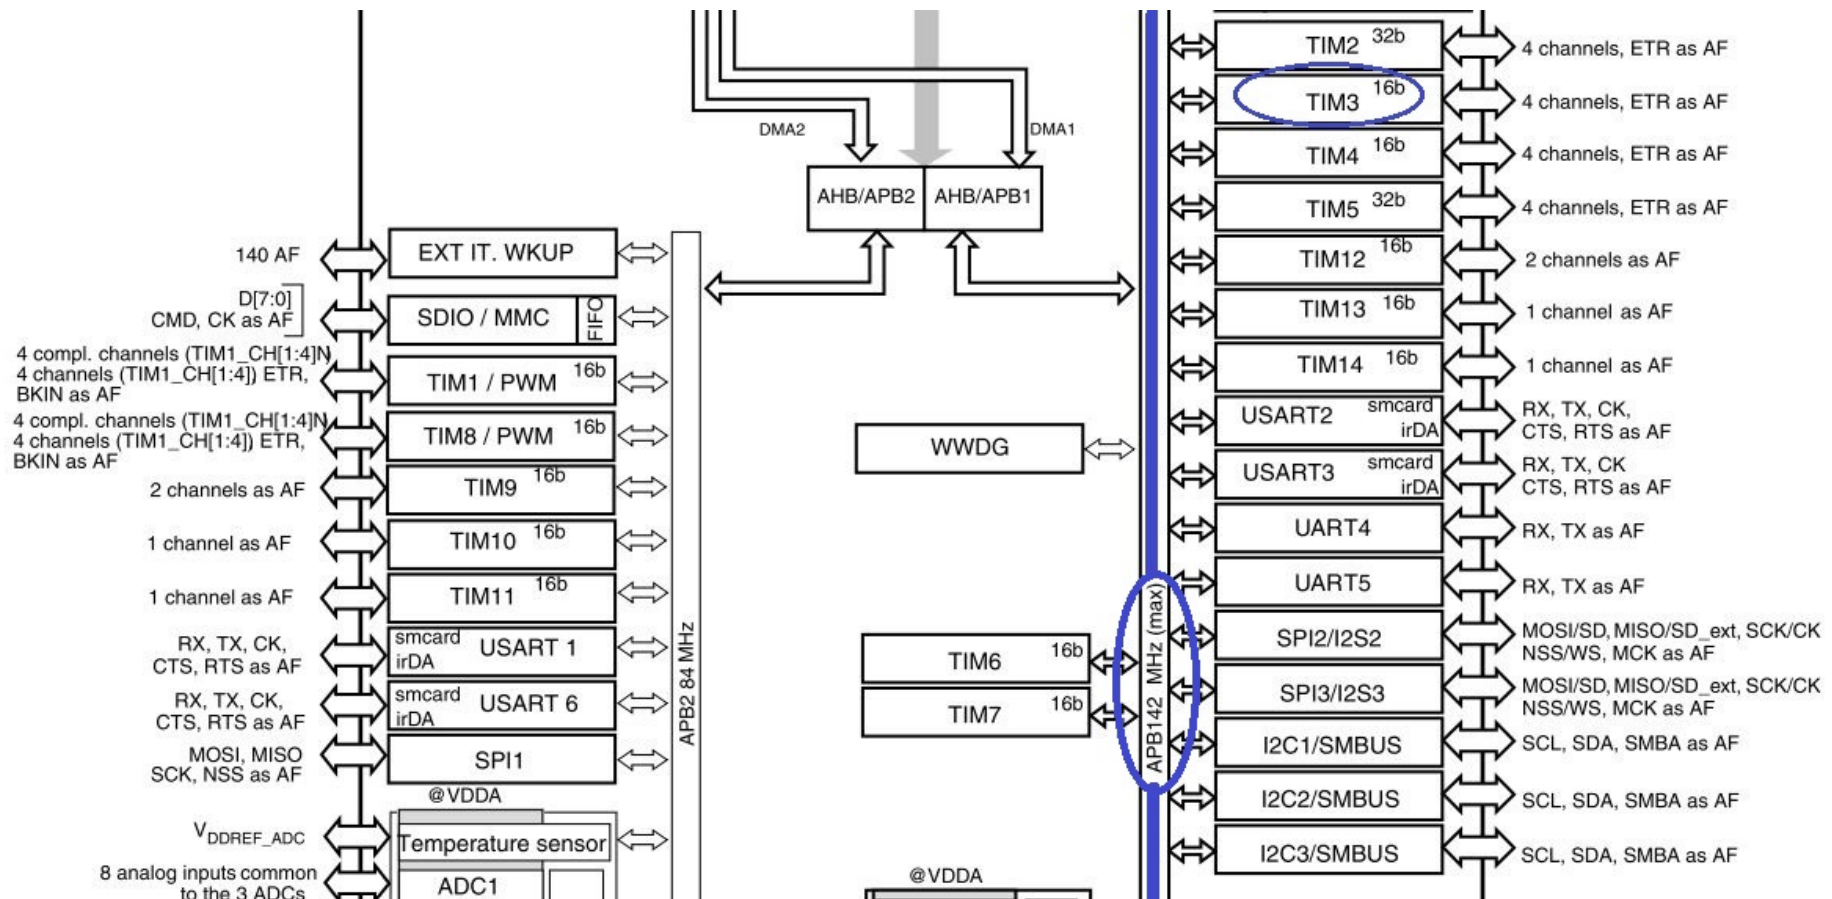 DMA2
DMA1
AHB/APB2
AHB/APB1
140 AF
EXT IT. WKUP
D[7:0]
CMD, CK as AF
SDIO / MMC
FIFO
4 compl. channels (TIM1_CH[1:4]N
4 channels (TIM1_CH[1:4]) ETR,
BKIN as AF
TIM1 / PWM 16b
4 compl. channels (TIM1_CH[1:4]N
4 channels (TIM1_CH[1:4]) ETR,
BKIN as AF
TIM8 / PWM 16b
2 channels as AF
TIM9 16b
1 channel as AF
TIM10 16b
1 channel as AF
TIM11 16b
RX, TX, CK,
CTS, RTS as AF
smcard
irDA
USART 1
RX, TX, CK,
CTS, RTS as AF
smcard
irDA
USART 6
MOSI, MISO
SCK, NSS as AF
SPI1
@VDDA
VDDREF_ADC
Temperature sensor
8 analog inputs common
to the 3 ADCs
ADC1
APB2 84 MHz
WWDG
TIM6 16b
TIM7 16b
@VDDA
APB142 MHz (max)
TIM2 32b
4 channels, ETR as AF
TIM3 16b
4 channels, ETR as AF
TIM4 16b
4 channels, ETR as AF
TIM5 32b
4 channels, ETR as AF
TIM12 16b
2 channels as AF
TIM13 16b
1 channel as AF
TIM14 16b
1 channel as AF
USART2
smcard
irDA
RX, TX, CK,
CTS, RTS as AF
USART3
smcard
irDA
RX, TX, CK
CTS, RTS as AF
UART4
RX, TX as AF
UART5
RX, TX as AF
SPI2/I2S2
MOSI/SD, MISO/SD_ext, SCK/CK
NSS/WS, MCK as AF
SPI3/I2S3
MOSI/SD, MISO/SD_ext, SCK/CK
NSS/WS, MCK as AF
I2C1/SMBUS
SCL, SDA, SMBA as AF
I2C2/SMBUS
SCL, SDA, SMBA as AF
I2C3/SMBUS
SCL, SDA, SMBA as AF